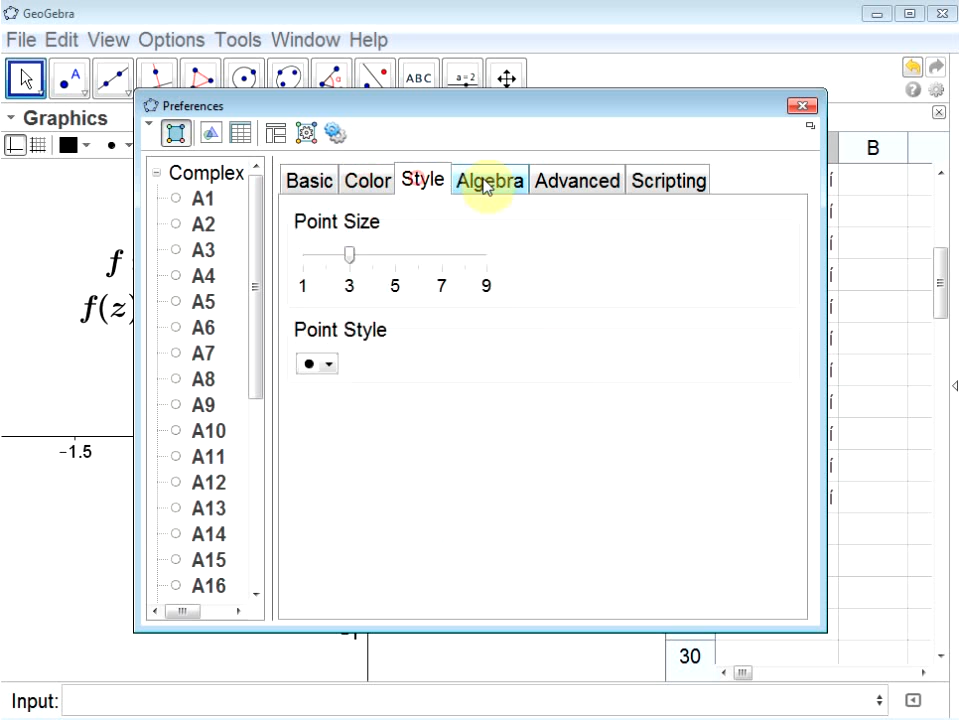 GeoGebra
File Edit View Options Tools Window Help
ABC
a=2
Preferences
Graphics
B
Complex
A1
A2
A3
A4
A5
A6
A7
A8
A9
A10
A11
A12
A13
A14
A15
A16
Basic Color Style Algebra Advanced Scripting
Point Size
1 3 5 7 9
Point Style
f
f(z)
−1.5
30
Input: